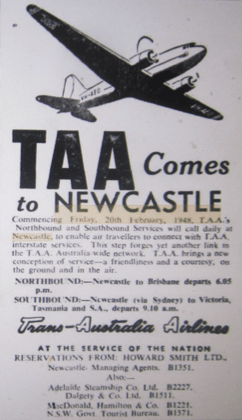 TAA Comes
to NEWCASTLE
Commencing Friday, 20th February, 1948, T.A.A.'s
Northbound and Southbound Services will call daily at
Newcastle, to enable air travellers to connect with T.A.A.
interstate services. This step forges yet another link in
the T.A.A. Australia-wide network. T.A.A. brings a new
conception of service—a friendliness and a courtesy, on
the ground and in the air.
NORTHBOUND:—Newcastle to Brisbane departs 6.05
p.m.
SOUTHBOUND:—Newcastle (via Sydney) to Victoria,
Tasmania and S.A., departs 9.10 a.m.
Trans-Australia Airlines
AT THE SERVICE OF THE NATION
RESERVATIONS FROM: HOWARD SMITH LTD.,
Newcastle. Managing Agents. B1351.
Also:—
Adelaide Steamship Co. Ltd. B2227.
Dalgety & Co. Ltd. B1511.
MacDonald, Hamilton & Co. B1221.
N.S.W. Govt. Tourist Bureau. B1571.